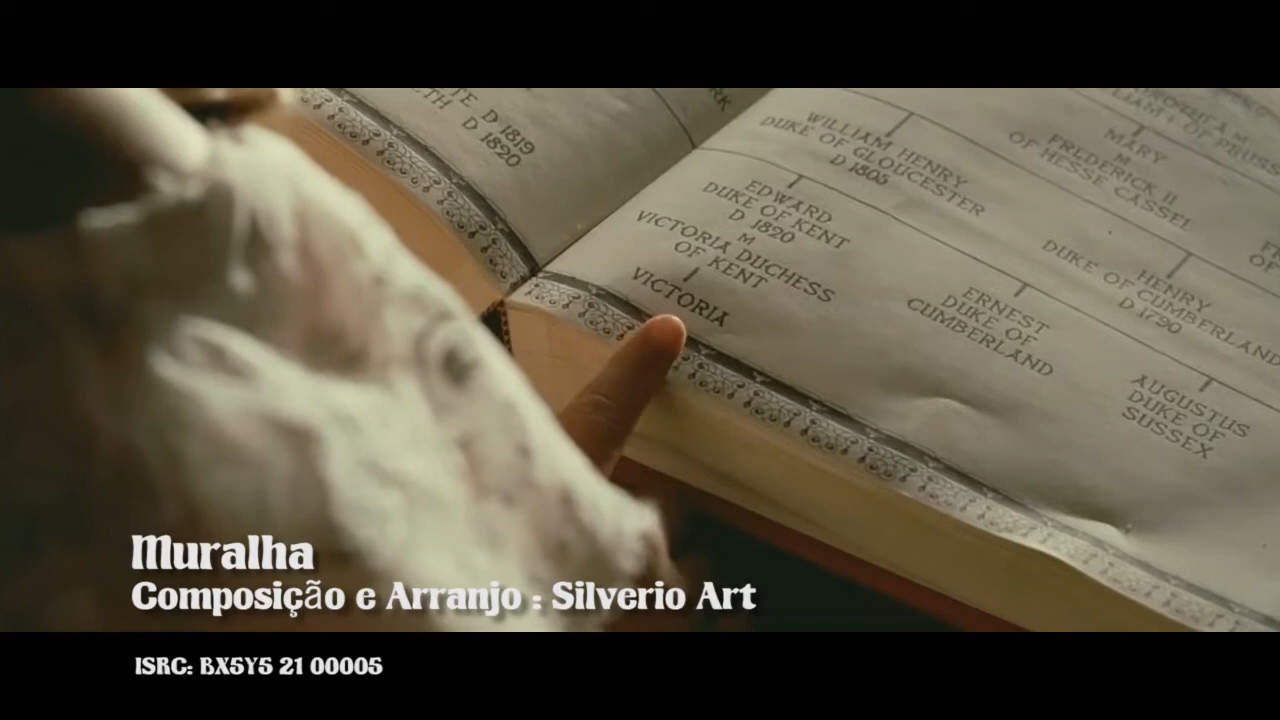 TE D 1819
ETH D 1820
WILLIAM HENRY
DUKE OF GLOUCESTER
D 1805
EDWARD
DUKE OF KENT
D 1820
M
VICTORIA DUCHESS
OF KENT
VICTORIA
MARY
M
FREDERICK II
OF HESSE CASSEL
HENRY
DUKE OF CUMBERLAND
D 1790
ERNEST
DUKE OF
CUMBERLAND
AUGUSTUS
DUKE OF
SUSSEX
Muralha
Composição e Arranjo : Silverio Art
ISRC: BX5Y5 21 00005